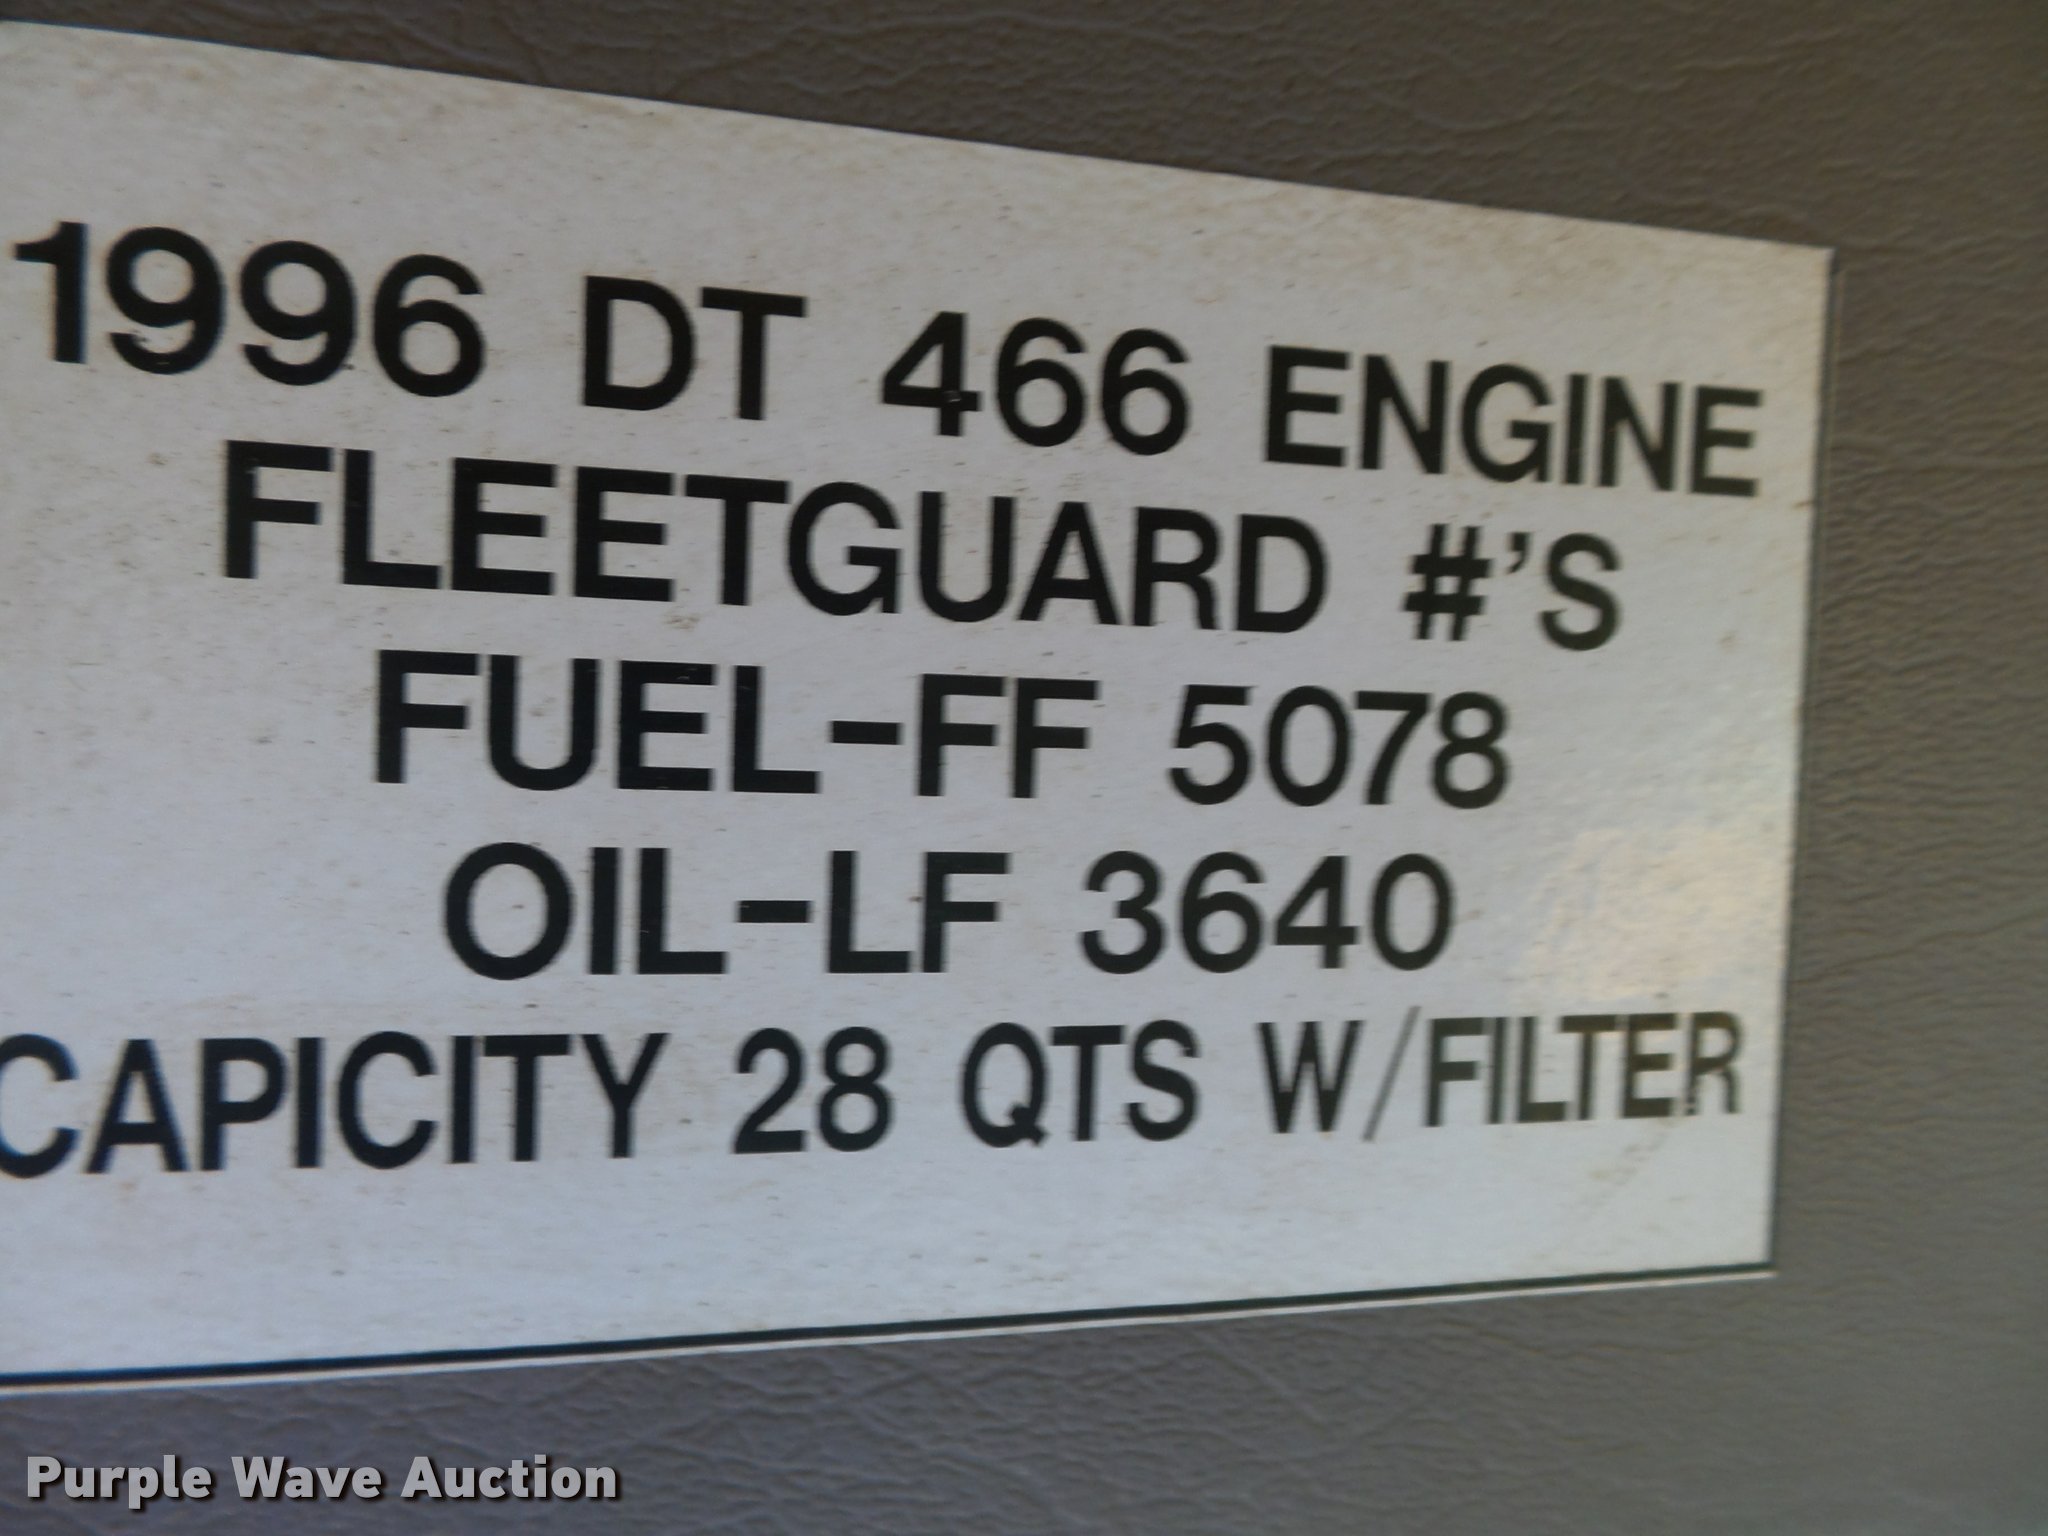 1996 DT 466 ENGINE
FLEETGUARD #'S
FUEL-FF 5078
OIL-LF 3640
CAPICITY 28 QTS W/FILTER
Purple Wave Auction